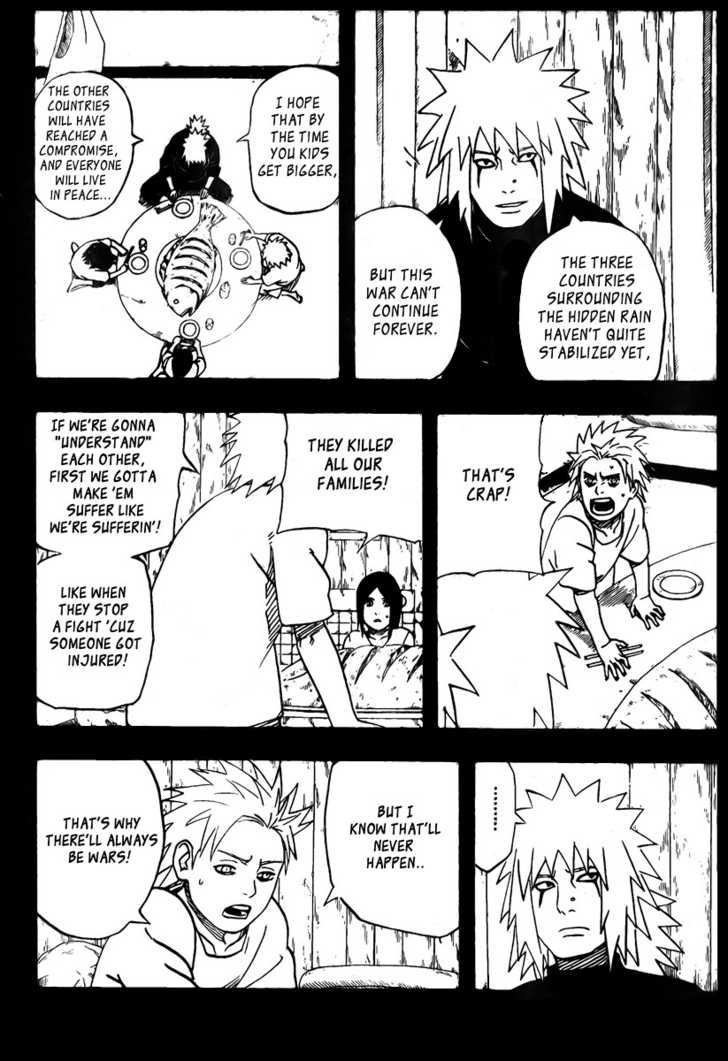 THE THREE
COUNTRIES
SURROUNDING
THE HIDDEN RAIN
HAVEN'T QUITE
STABILIZED YET,
BUT THIS
WAR CAN'T
CONTINUE
FOREVER.
I HOPE
THAT BY
THE TIME
YOU KIDS
GET BIGGER,
THE OTHER
COUNTRIES
WILL HAVE
REACHED A
COMPROMISE,
AND EVERYONE
WILL LIVE
IN PEACE...
THAT'S
CRAP!
THEY KILLED
ALL OUR
FAMILIES!
IF WE'RE GONNA
"UNDERSTAND"
EACH OTHER,
FIRST WE GOTTA
MAKE 'EM
SUFFER LIKE
WE'RE SUFFERIN'!
LIKE WHEN
THEY STOP
A FIGHT 'CUZ
SOMEONE GOT
INJURED!
.........
BUT I
KNOW THAT'LL
NEVER
HAPPEN..
THAT'S WHY
THERE'LL ALWAYS
BE WARS!